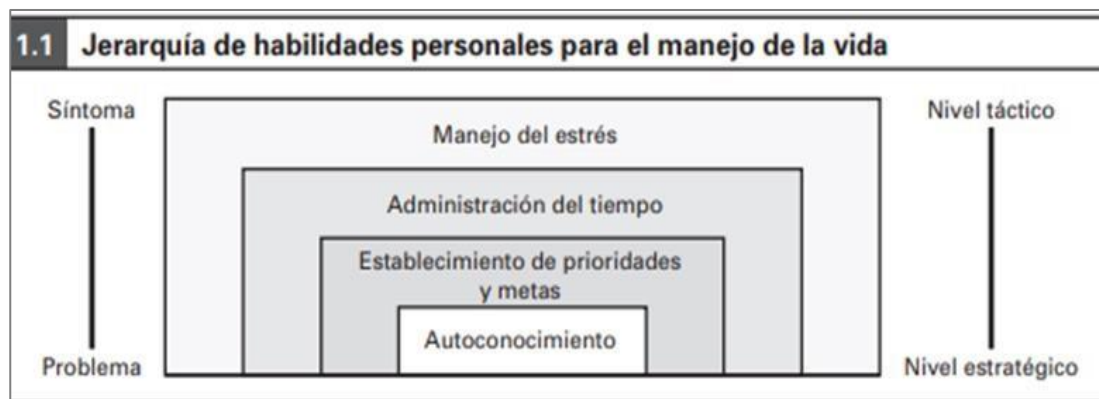 1.1 Jerarquía de habilidades personales para el manejo de la vida
Síntoma
Nivel táctico
Manejo del estrés
Administración del tiempo
Establecimiento de prioridades
y metas
Autoconocimiento
Problema
Nivel estratégico